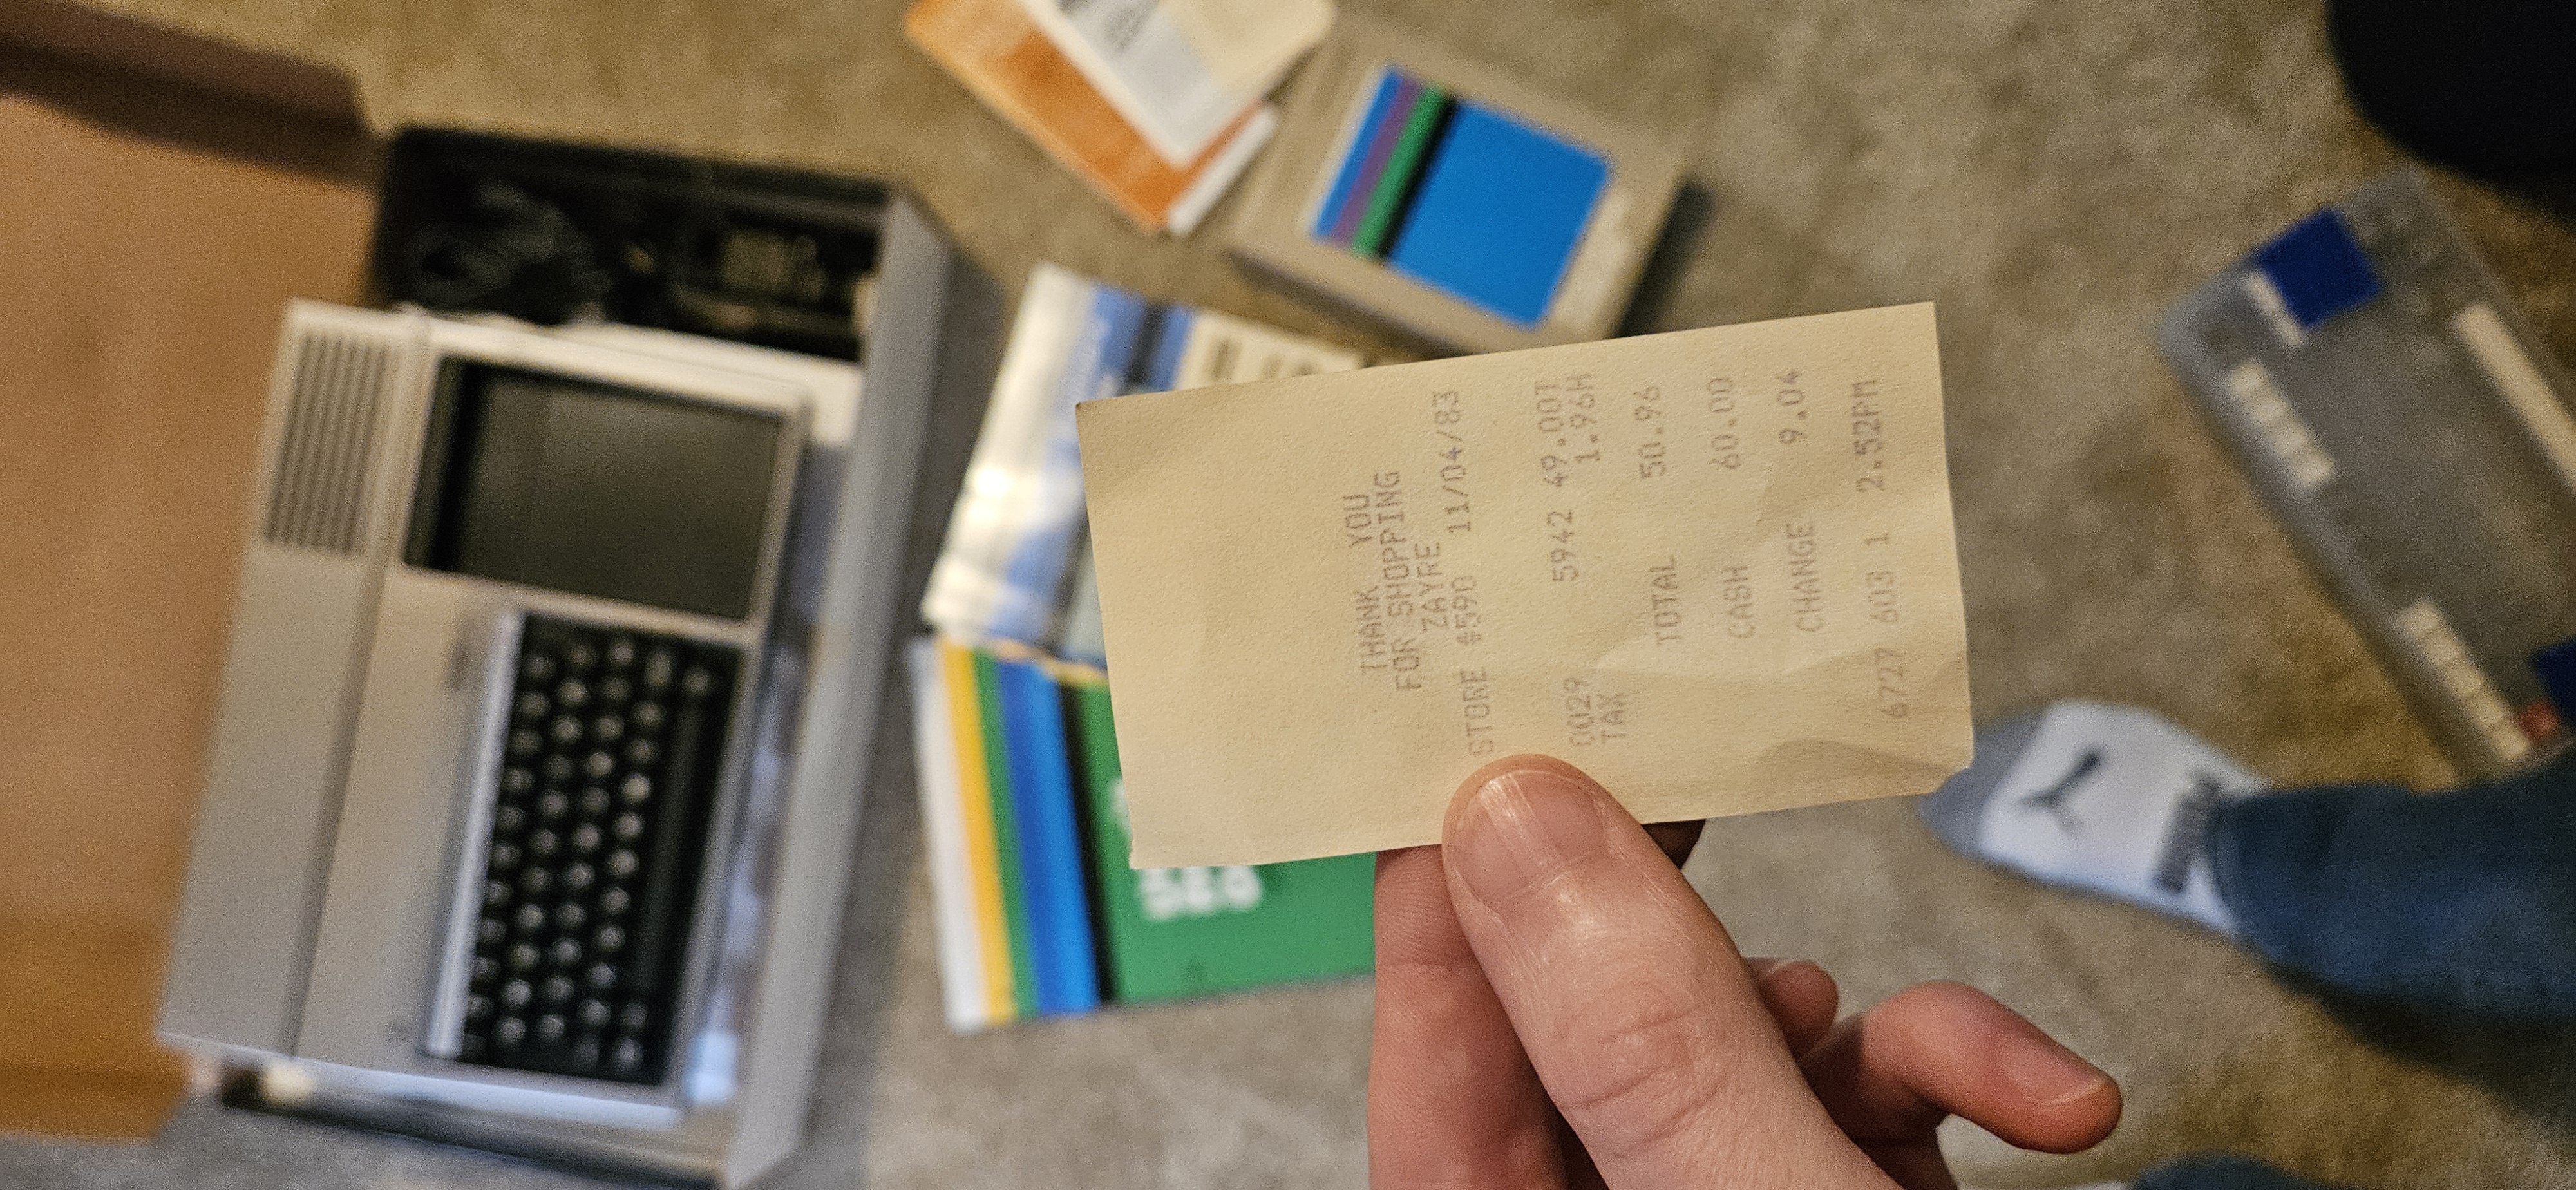 THANK YOU
FOR SHOPPING
ZAYRE
STORE #590 11/04/83
0029 5942 49.00T
TAX 1.96H
TOTAL 50.96
CASH 60.00
CHANGE 9.04
6727 603 1 2.52PM